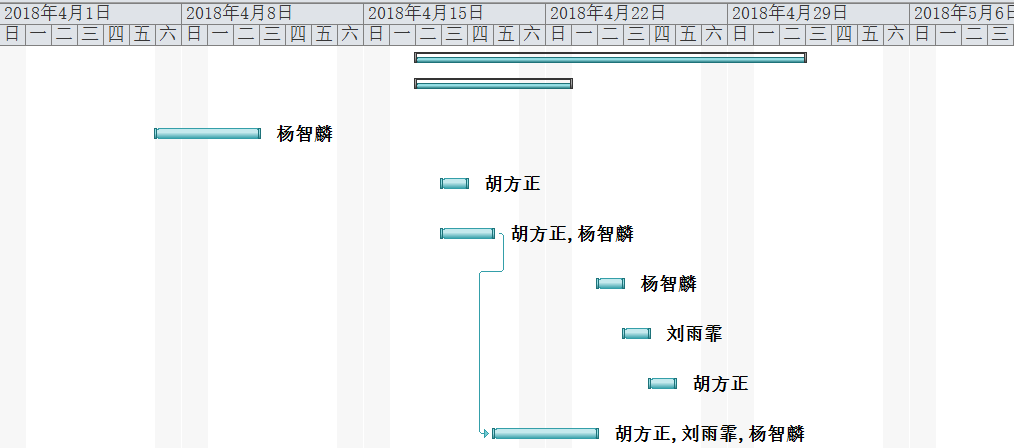 2018年4月1日 2018年4月8日 2018年4月15日 2018年4月22日 2018年4月29日 2018年5月6日
日 一 二 三 四 五 六 日 一 二 三 四 五 六 日 一 二 三 四 五 六 日 一 二 三 四 五 六 日 一 二 三 四 五 六 日 一 二 三
杨智麟
胡方正
胡方正,杨智麟
杨智麟
刘雨霏
胡方正
胡方正,刘雨霏,杨智麟